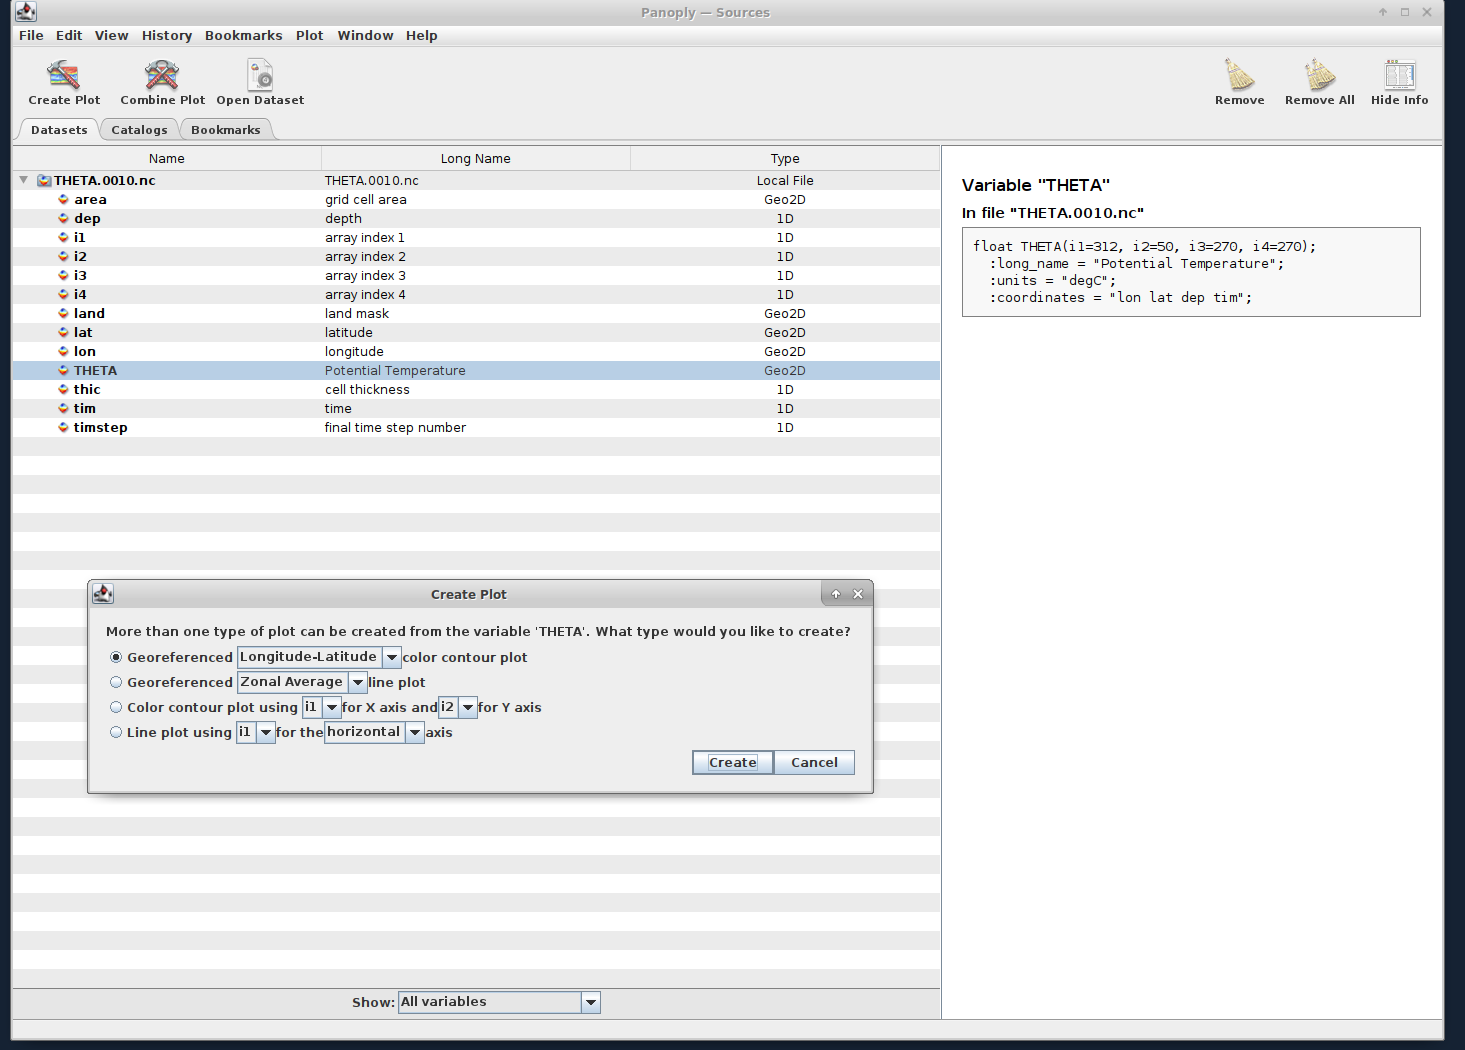 Panoply — Sources
File Edit View History Bookmarks Plot Window Help
Create Plot Combine Plot Open Dataset Remove Remove All Hide Info
Datasets Catalogs Bookmarks
Name Long Name Type
THETA.0010.nc THETA.0010.nc Local File
area grid cell area Geo2D
dep depth 1D
i1 array index 1 1D
i2 array index 2 1D
i3 array index 3 1D
i4 array index 4 1D
land land mask Geo2D
lat latitude Geo2D
lon longitude Geo2D
THETA Potential Temperature Geo2D
thic cell thickness 1D
tim time 1D
timstep final time step number 1D
Variable "THETA"
In file "THETA.0010.nc"
float THETA(i1=312, i2=50, i3=270, i4=270);
:long_name = "Potential Temperature";
:units = "degC";
:coordinates = "lon lat dep tim";
Create Plot
More than one type of plot can be created from the variable 'THETA'. What type would you like to create?
Georeferenced Longitude-Latitude color contour plot
Georeferenced Zonal Average line plot
Color contour plot using i1 for X axis and i2 for Y axis
Line plot using i1 for the horizontal axis
Create Cancel
Show: All variables